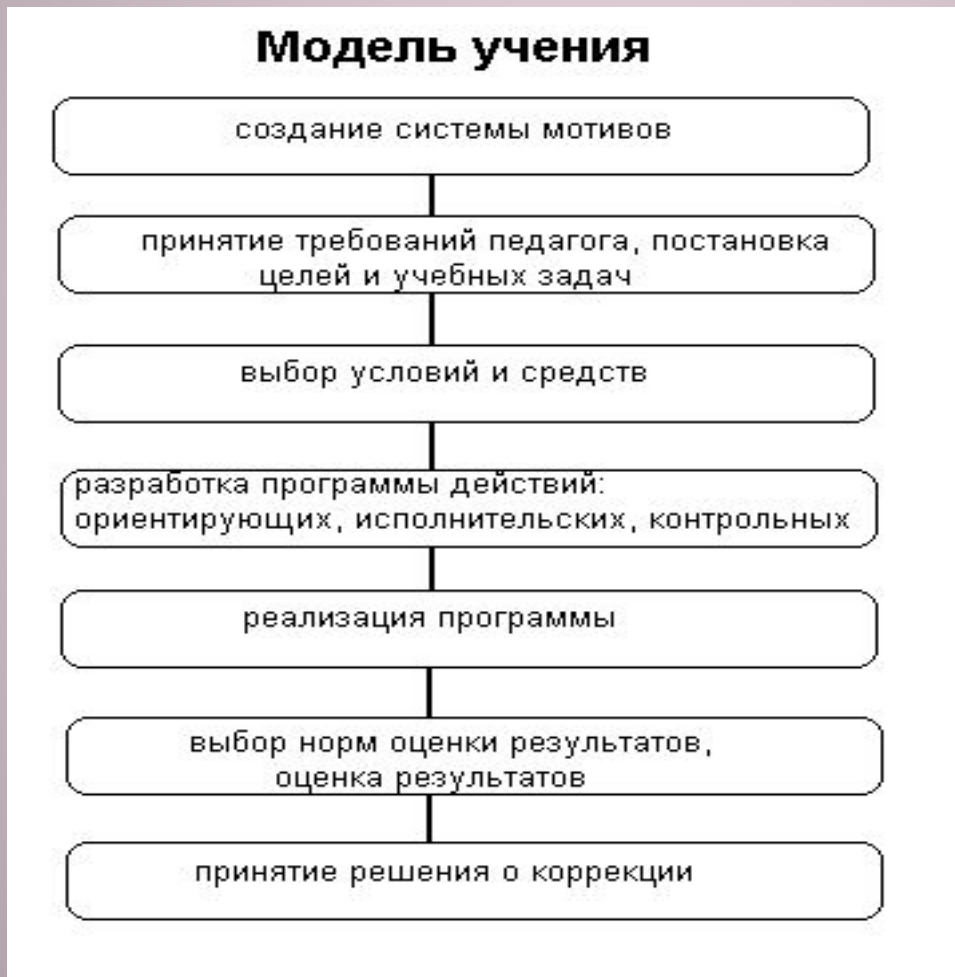 Модель учения
создание системы мотивов
принятие требований педагога, постановка
целей и учебных задач
выбор условий и средств
разработка программы действий:
ориентирующих, исполнительских, контрольных
реализация программы
выбор норм оценки результатов,
оценка результатов
принятие решения о коррекции